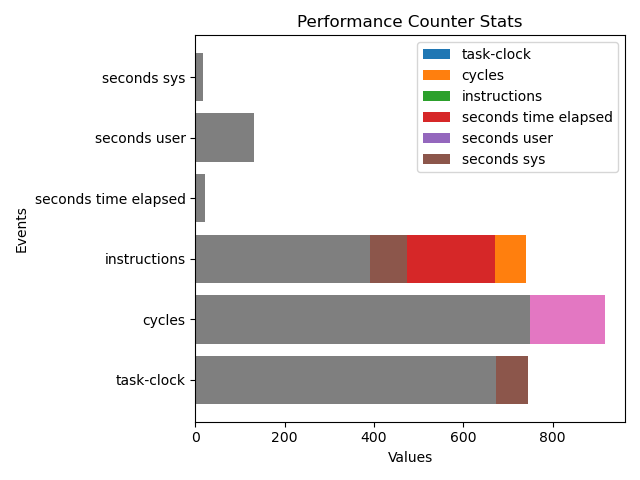 Performance Counter Stats
task-clock
cycles
instructions
seconds time elapsed
seconds user
seconds sys
Events
seconds sys
seconds user
seconds time elapsed
instructions
cycles
task-clock
0 200 400 600 800
Values